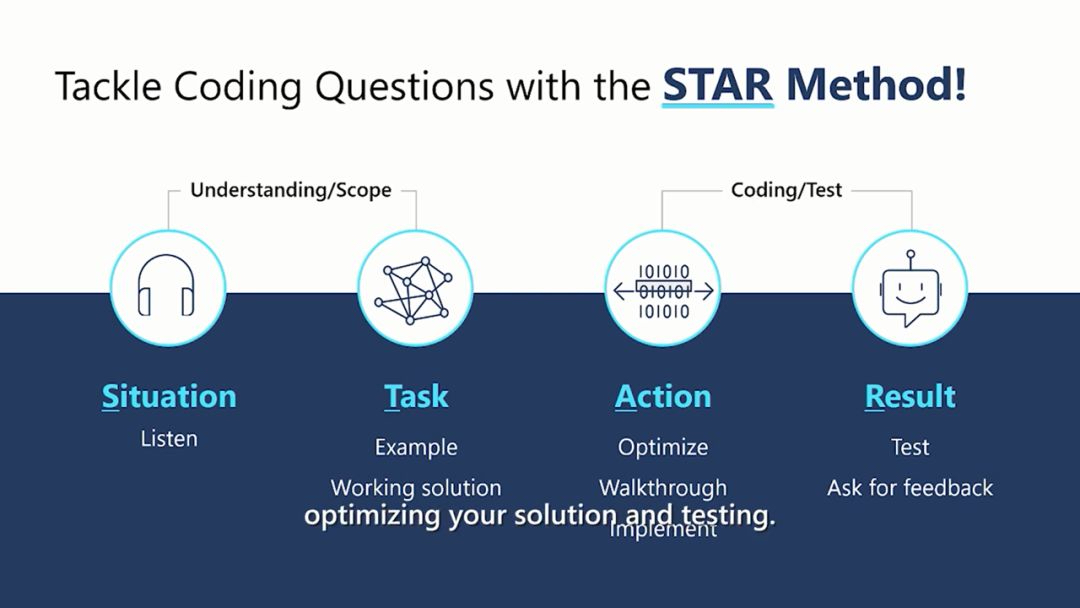 Tackle Coding Questions with the STAR Method!
Understanding/Scope
Coding/Test
101010
010101
101010
Situation
Listen
Task
Example
Working solution
Action
Optimize
Walkthrough
Implement
Result
Test
Ask for feedback
optimizing your solution and testing.